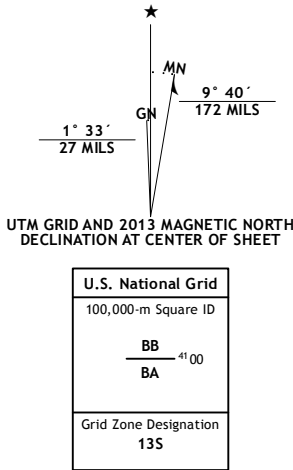 MN
GN
9° 40´
172 MILS
1° 33´
27 MILS
UTM GRID AND 2013 MAGNETIC NORTH
DECLINATION AT CENTER OF SHEET
U.S. National Grid
100,000-m Square ID
BB
4100
BA
Grid Zone Designation
13S